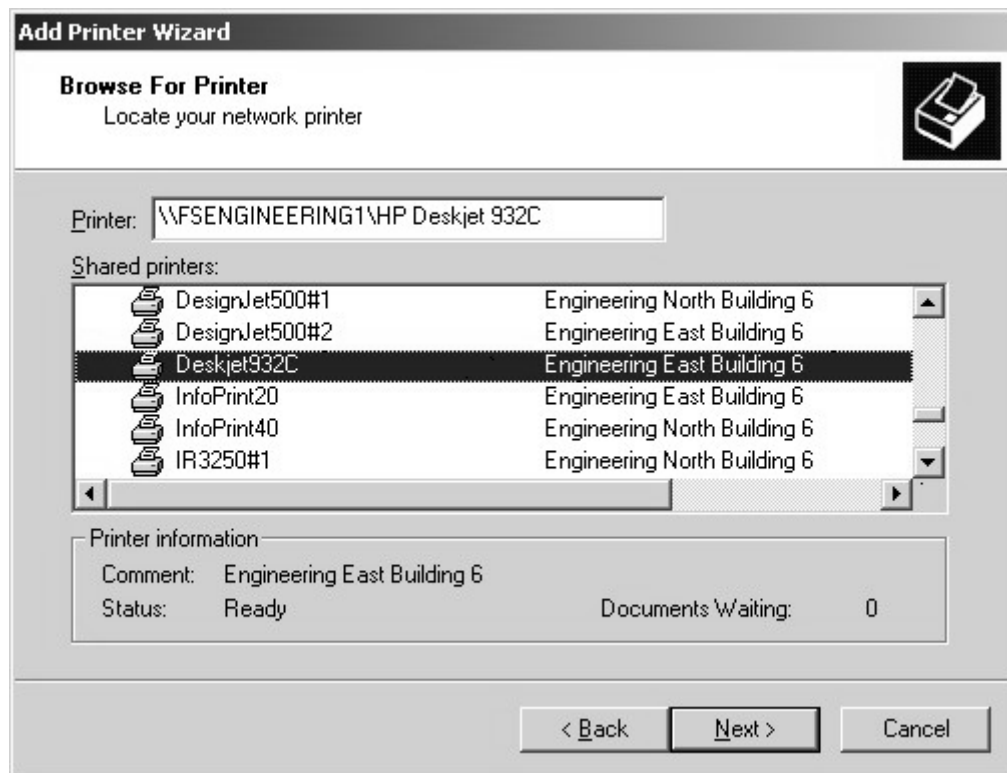 Add Printer Wizard
Browse For Printer
Locate your network printer
Printer: \\FSENGINEERING1\HP Deskjet 932C
Shared printers:
DesignJet500#1 Engineering North Building 6
DesignJet500#2 Engineering East Building 6
Deskjet932C Engineering East Building 6
InfoPrint20 Engineering East Building 6
InfoPrint40 Engineering North Building 6
IR3250#1 Engineering North Building 6
Printer information
Comment: Engineering East Building 6
Status: Ready Documents Waiting: 0
< Back Next > Cancel